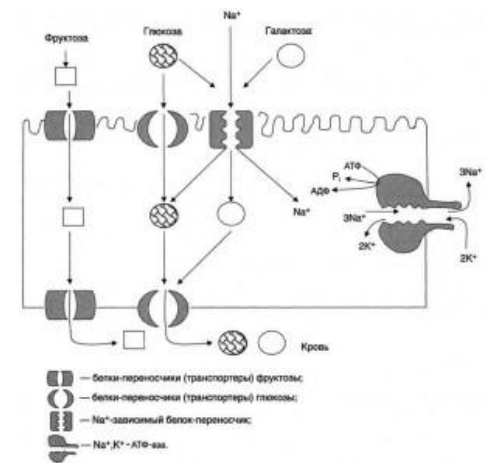 Na⁺
Фруктоза
Глюкоза
Галактоза
АТФ
Pᵢ
АДФ
3Na⁺
3Na⁺
Na⁺
2K⁺
2K⁺
Кровь
— белки-переносчики (транспортеры) фруктозы;
— белки-переносчики (транспортеры) глюкозы;
— Na⁺-зависимый белок-переносчик;
— Na⁺,K⁺ - АТФ-аза.